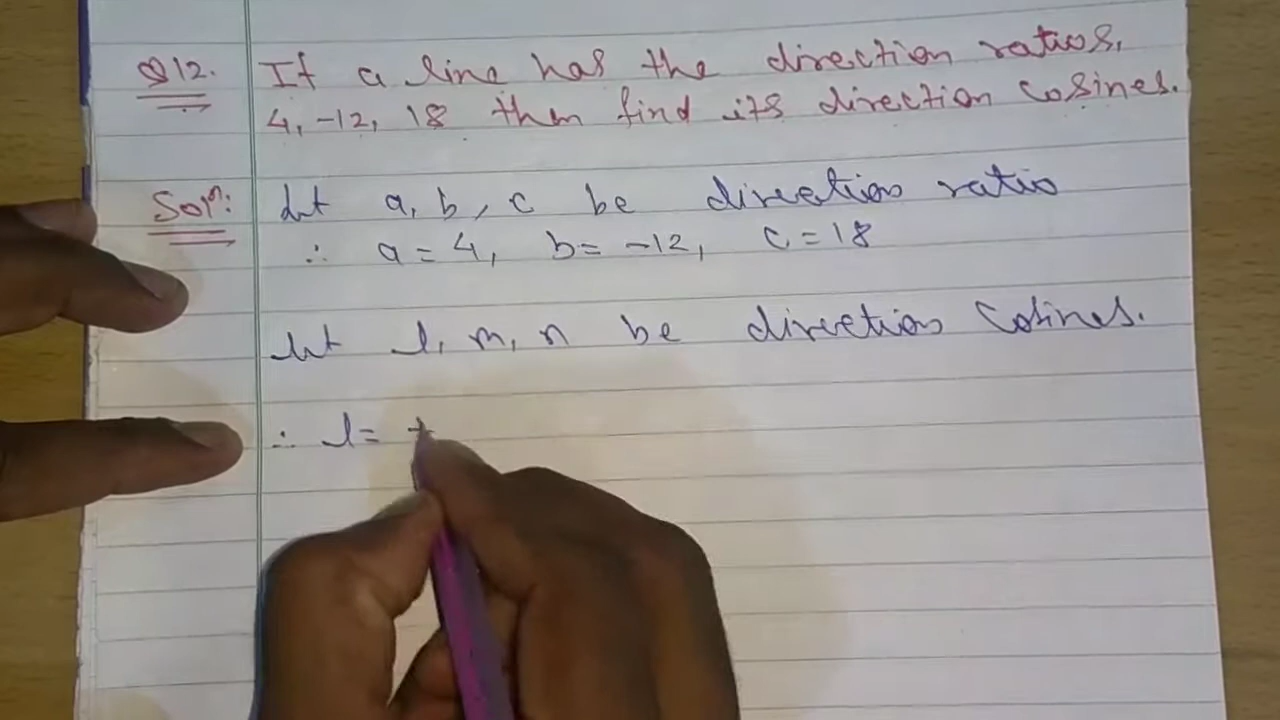 Q12. If a line has the direction ratios,
4, -12, 18 then find its direction cosines.
Solⁿ: Let a, b, c be direction ratio
∴ a = 4, b = -12, c = 18
Let l, m, n be direction cosines.
∴ l =